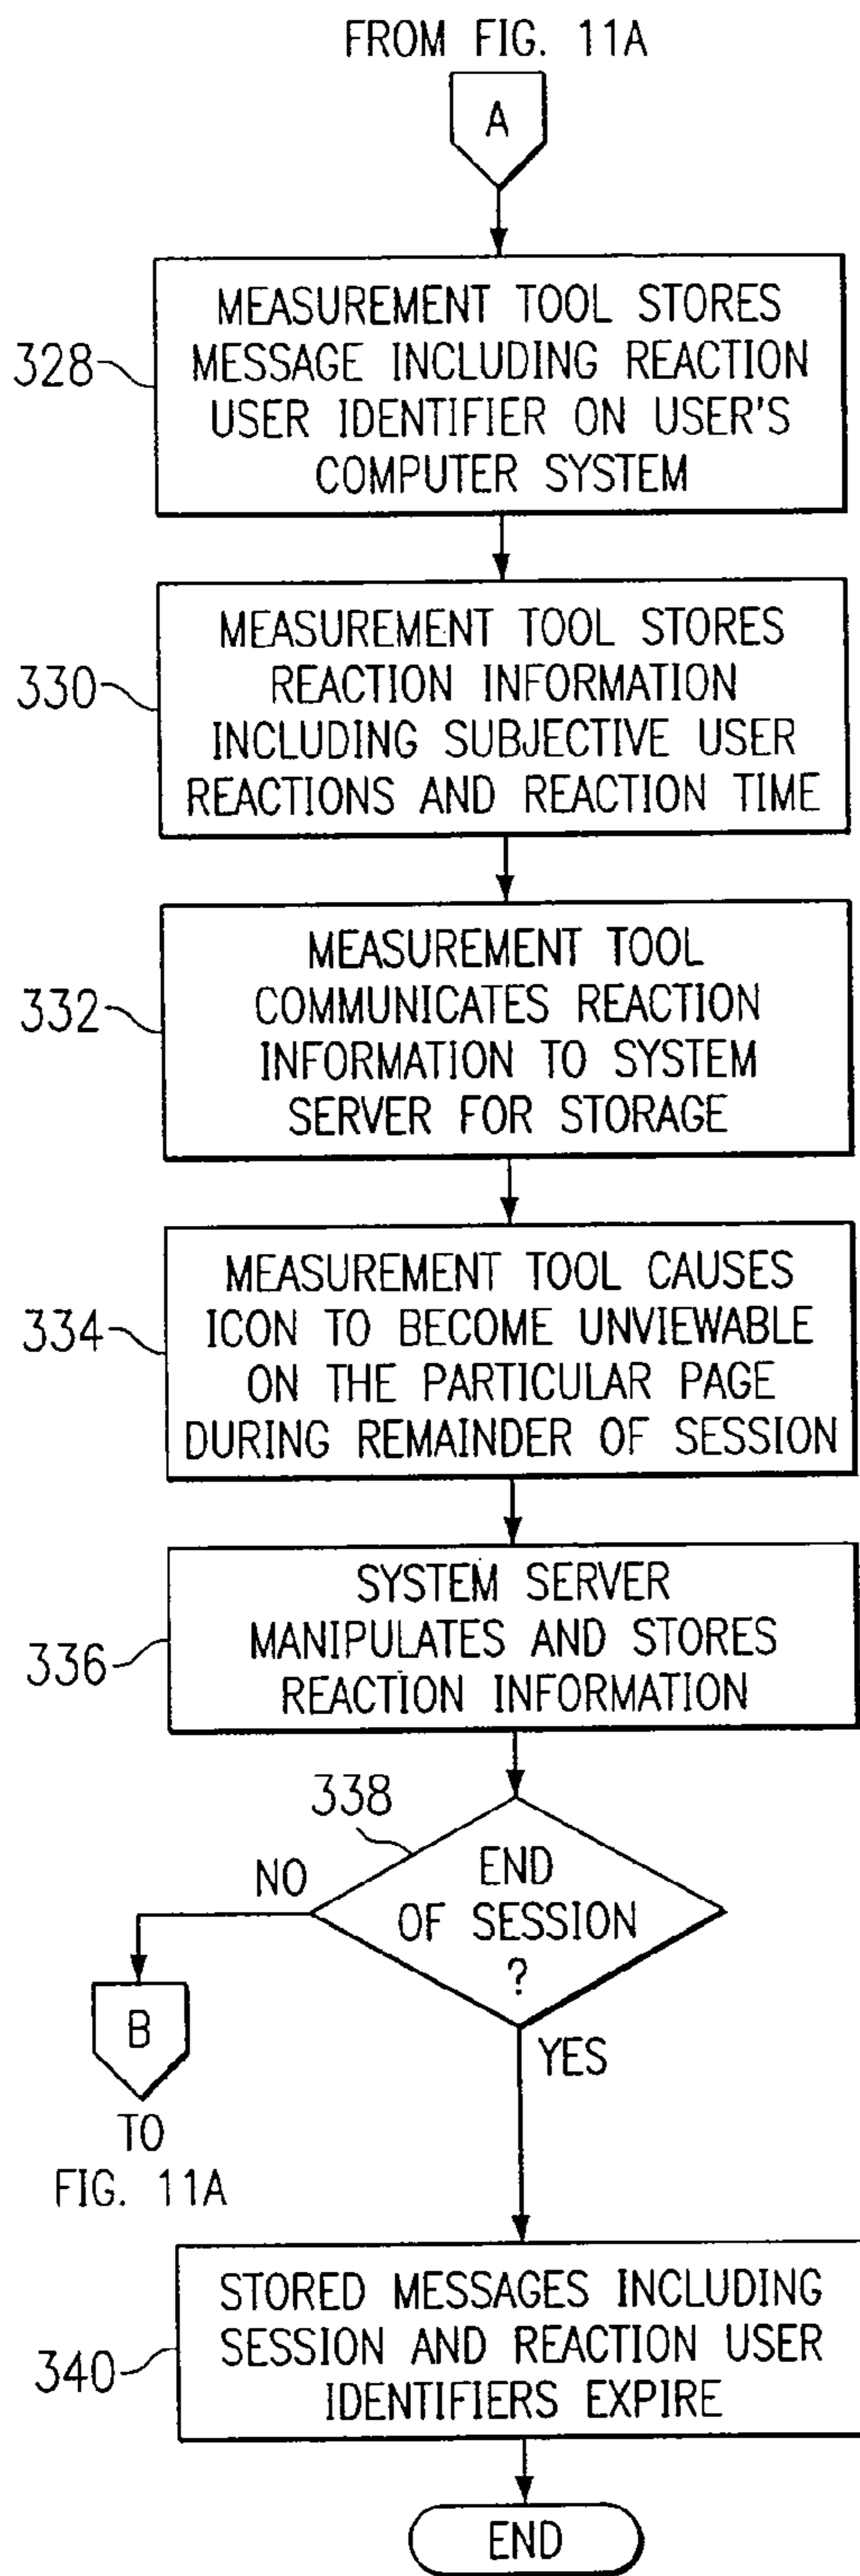 FROM FIG. 11A
A
328
MEASUREMENT TOOL STORES
MESSAGE INCLUDING REACTION
USER IDENTIFIER ON USER'S
COMPUTER SYSTEM
330
MEASUREMENT TOOL STORES
REACTION INFORMATION
INCLUDING SUBJECTIVE USER
REACTIONS AND REACTION TIME
332
MEASUREMENT TOOL
COMMUNICATES REACTION
INFORMATION TO SYSTEM
SERVER FOR STORAGE
334
MEASUREMENT TOOL CAUSES
ICON TO BECOME UNVIEWABLE
ON THE PARTICULAR PAGE
DURING REMAINDER OF SESSION
336
SYSTEM SERVER
MANIPULATES AND STORES
REACTION INFORMATION
338
END
OF SESSION
?
NO
B
TO
FIG. 11A
YES
340
STORED MESSAGES INCLUDING
SESSION AND REACTION USER
IDENTIFIERS EXPIRE
END